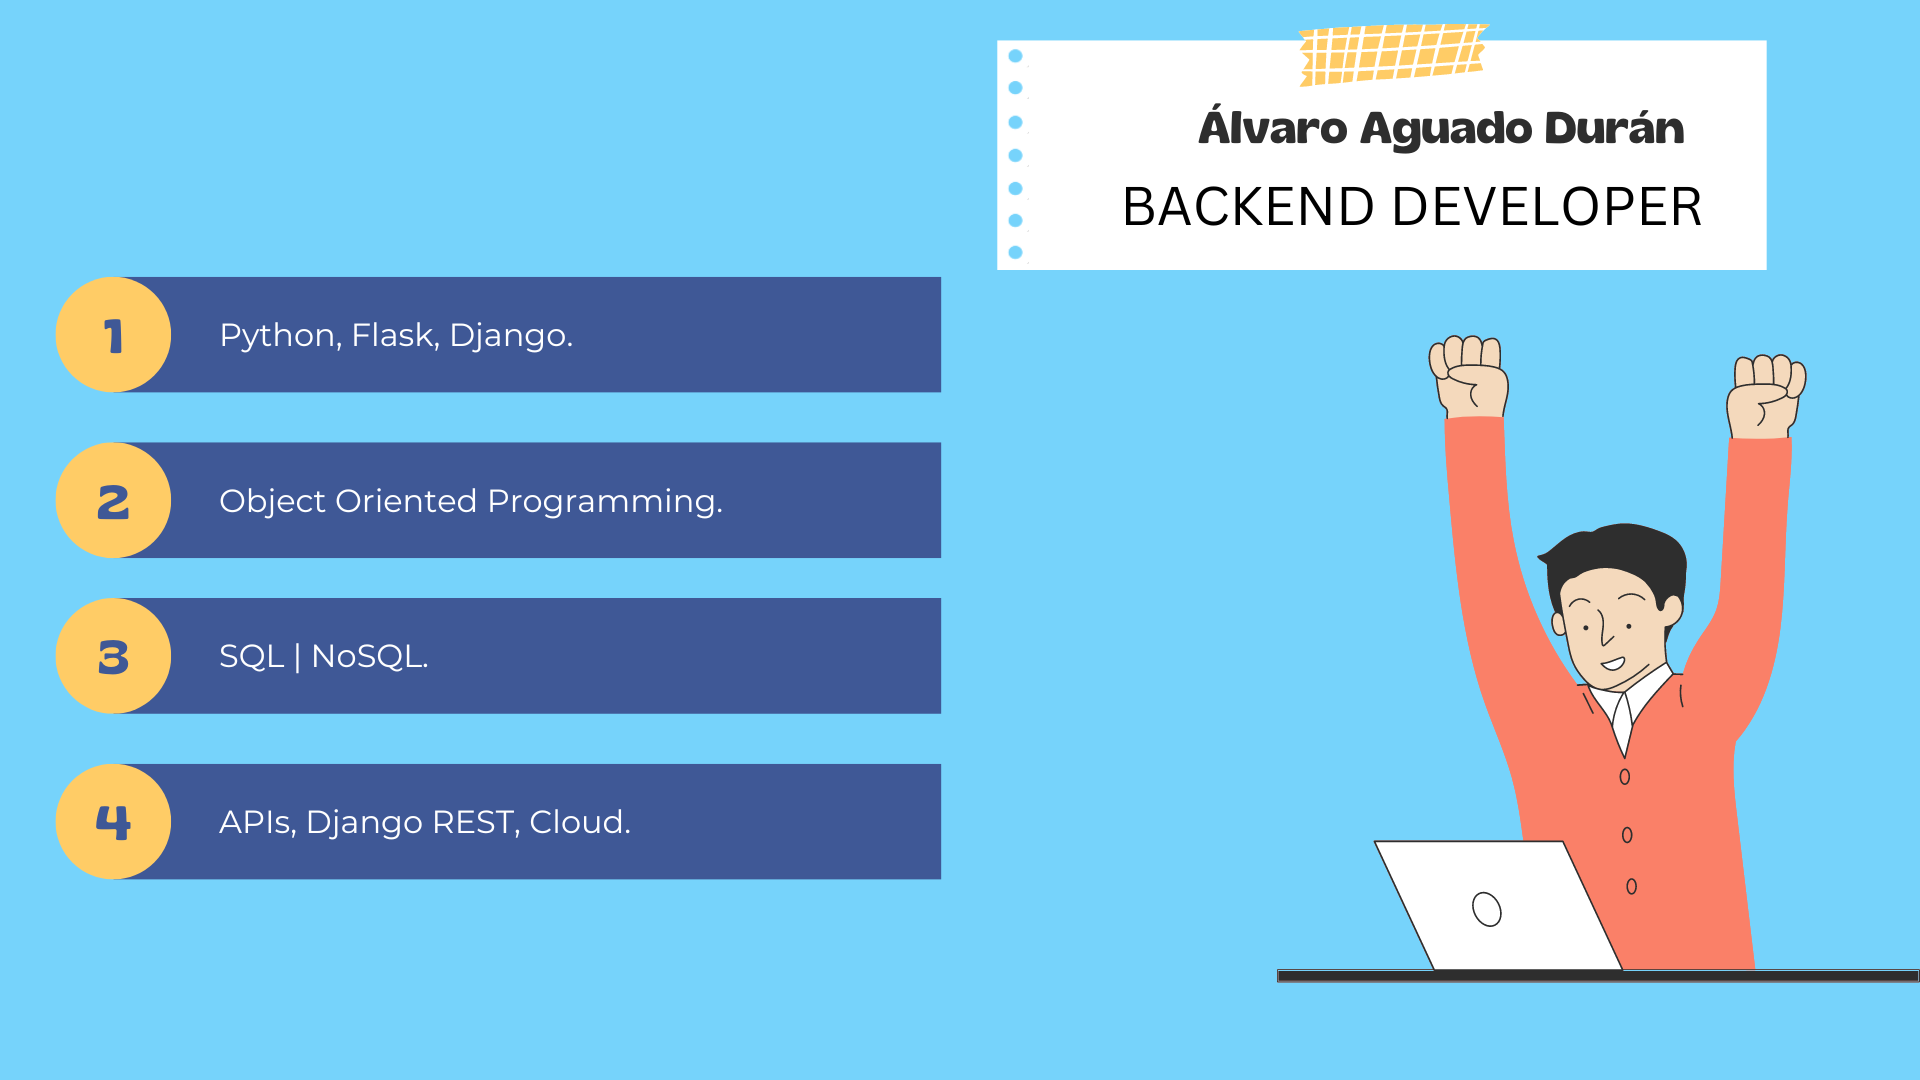 Álvaro Aguado Durán
BACKEND DEVELOPER
1
Python, Flask, Django.
2
Object Oriented Programming.
3
SQL | NoSQL.
4
APIs, Django REST, Cloud.